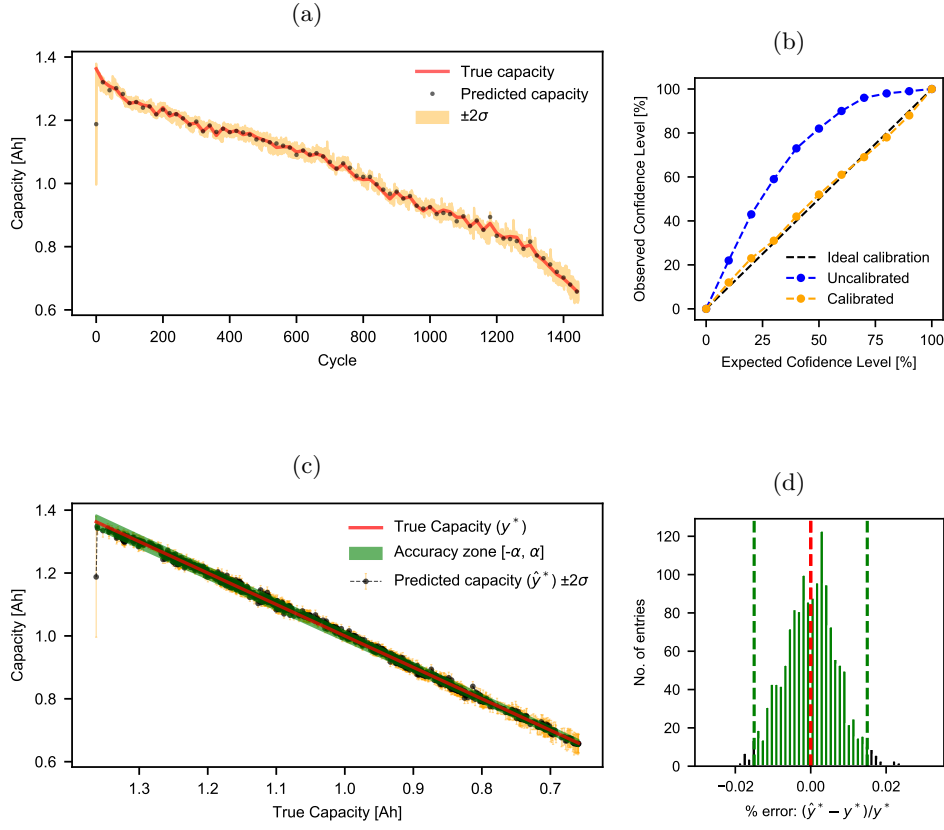 (a)
1.4
1.2
1.0
0.8
0.6
Capacity [Ah]
0 200 400 600 800 1000 1200 1400
Cycle
True capacity
Predicted capacity
±2σ
(b)
100
80
60
40
20
0
Observed Confidence Level [%]
0 25 50 75 100
Expected Cofidence Level [%]
Ideal calibration
Uncalibrated
Calibrated
(c)
1.4
1.2
1.0
0.8
0.6
Capacity [Ah]
1.3 1.2 1.1 1.0 0.9 0.8 0.7
True Capacity [Ah]
True Capacity (y*)
Accuracy zone [-α, α]
Predicted capacity (ŷ*) ±2σ
(d)
120
100
80
60
40
20
0
No. of entries
−0.02 0.00 0.02
% error: (ŷ* − y*)/y*